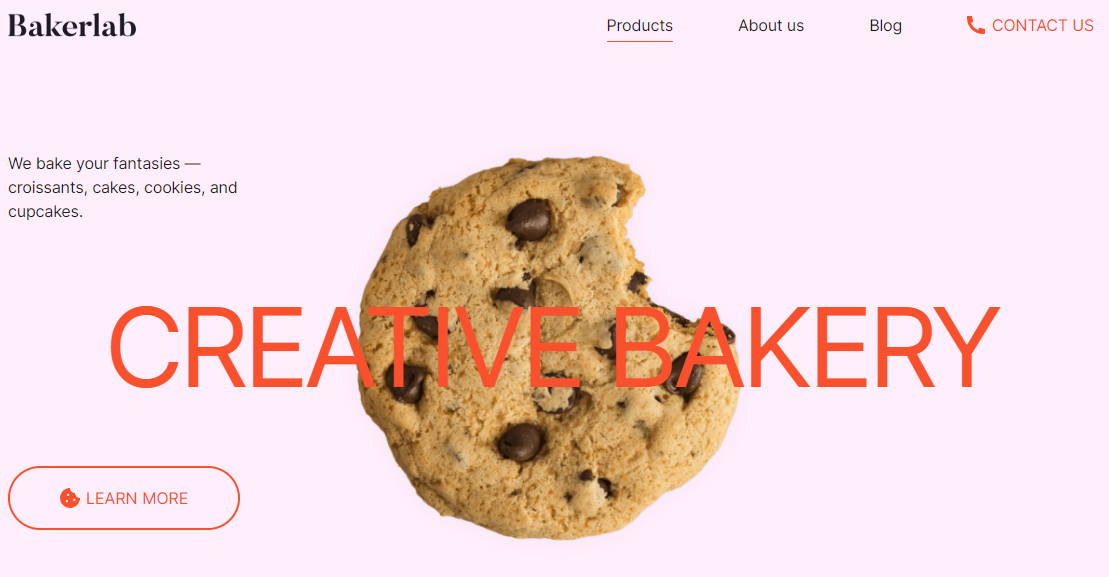 Bakerlab
Products
About us
Blog
CONTACT US
We bake your fantasies —
croissants, cakes, cookies, and
cupcakes.
CREATIVE BAKERY
LEARN MORE